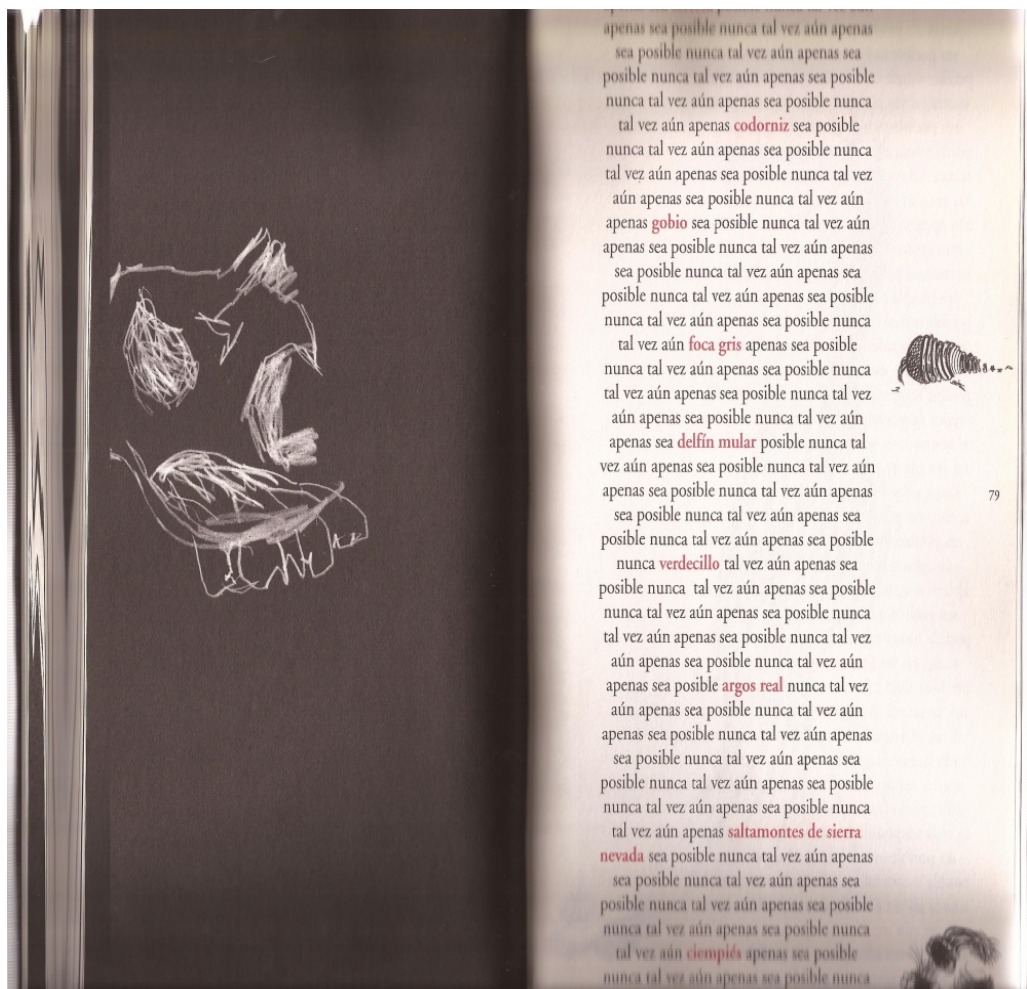 apenas sea posible nunca tal vez aún apenas
sea posible nunca tal vez aún apenas sea
posible nunca tal vez aún apenas sea posible
nunca tal vez aún apenas sea posible nunca
tal vez aún apenas codorniz sea posible
nunca tal vez aún apenas sea posible nunca
tal vez aún apenas sea posible nunca tal vez
aún apenas sea posible nunca tal vez aún
apenas gobio sea posible nunca tal vez aún
apenas sea posible nunca tal vez aún apenas
sea posible nunca tal vez aún apenas sea
posible nunca tal vez aún apenas sea posible
nunca tal vez aún apenas sea posible nunca
tal vez aún foca gris apenas sea posible
nunca tal vez aún apenas sea posible nunca
tal vez aún apenas sea posible nunca tal vez
aún apenas sea posible nunca tal vez aún
apenas sea delfín mular posible nunca tal
vez aún apenas sea posible nunca tal vez aún
apenas sea posible nunca tal vez aún apenas
sea posible nunca tal vez aún apenas sea
posible nunca tal vez aún apenas sea posible
nunca verdecillo tal vez aún apenas sea
posible nunca tal vez aún apenas sea posible
nunca tal vez aún apenas sea posible nunca
tal vez aún apenas sea posible nunca tal vez
aún apenas sea posible nunca tal vez aún
apenas sea posible argos real nunca tal vez
aún apenas sea posible nunca tal vez aún
apenas sea posible nunca tal vez aún apenas
sea posible nunca tal vez aún apenas sea
posible nunca tal vez aún apenas sea posible
nunca tal vez aún apenas sea posible nunca
tal vez aún apenas saltamontes de sierra
nevada sea posible nunca tal vez aún apenas
sea posible nunca tal vez aún apenas sea
posible nunca tal vez aún apenas sea posible
nunca tal vez aún apenas sea posible nunca
tal vez aún ciempiés apenas sea posible
nunca tal vez aún apenas sea posible nunca
79